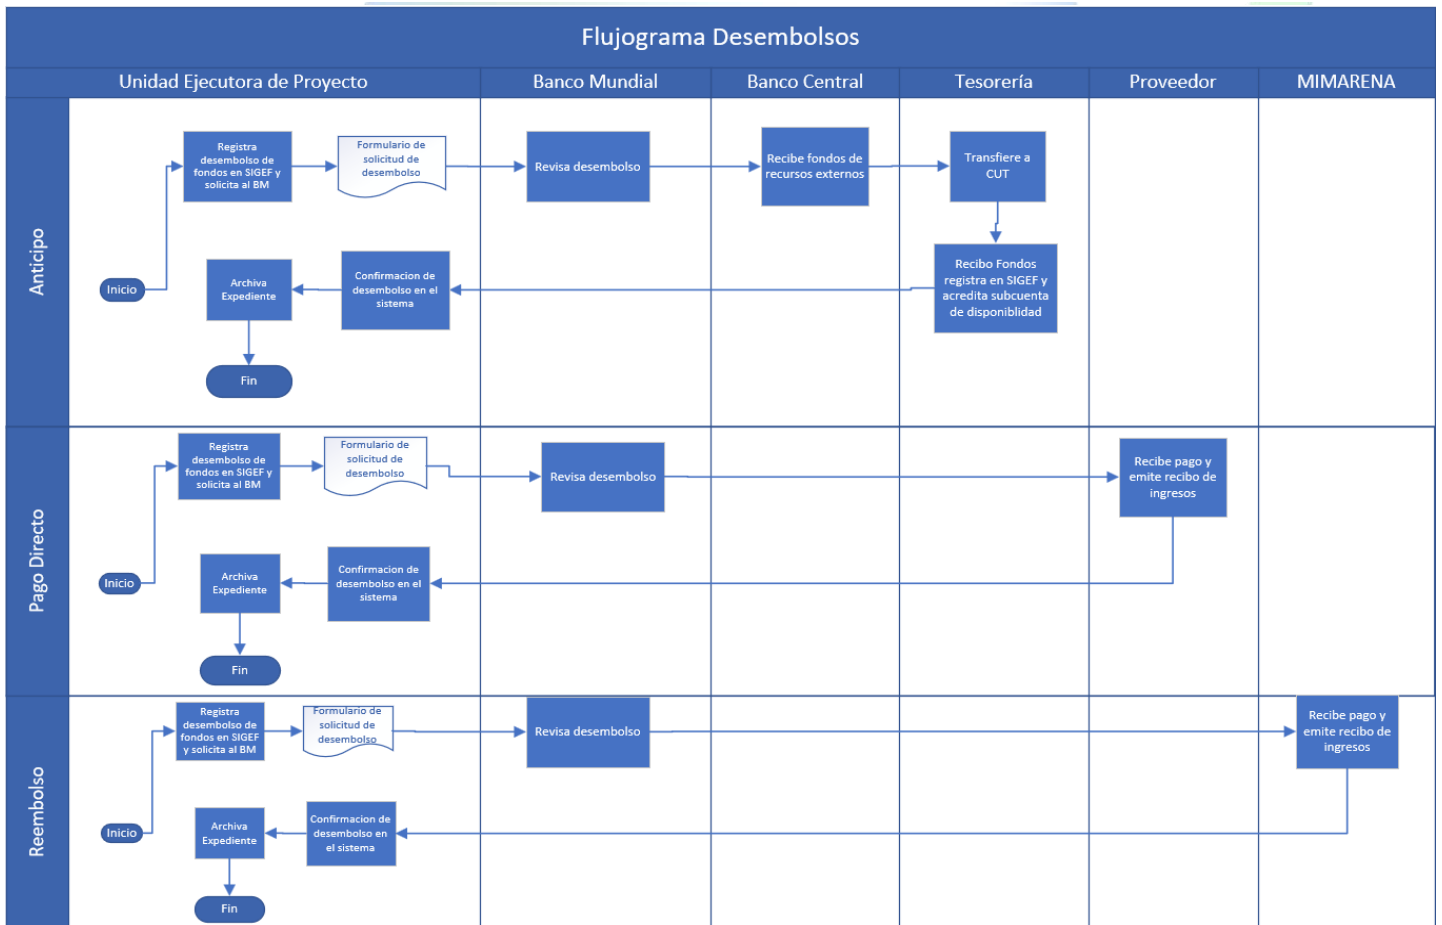 Flujograma Desembolsos
Unidad Ejecutora de Proyecto
Banco Mundial
Banco Central
Tesorería
Proveedor
MIMARENA
Anticipo
Inicio
Registra
desembolso de
fondos en SIGEF y
solicita al BM
Formulario de
solicitud de
desembolso
Revisa desembolso
Recibe fondos de
recursos externos
Transfiere a
CUT
Recibo Fondos
registra en SIGEF y
acredita subcuenta
de disponiblidad
Confirmacion de
desembolso en el
sistema
Archiva
Expediente
Fin
Pago Directo
Inicio
Registra
desembolso de
fondos en SIGEF y
solicita al BM
Formulario de
solicitud de
desembolso
Revisa desembolso
Recibe pago y
emite recibo de
ingresos
Confirmacion de
desembolso en el
sistema
Archiva
Expediente
Fin
Reembolso
Inicio
Registra
desembolso de
fondos en SIGEF
y solicita al BM
Formulario de
solicitud de
desembolso
Revisa desembolso
Recibe pago y
emite recibo de
ingresos
Confirmacion de
desembolso en
el sistema
Archiva
Expediente
Fin